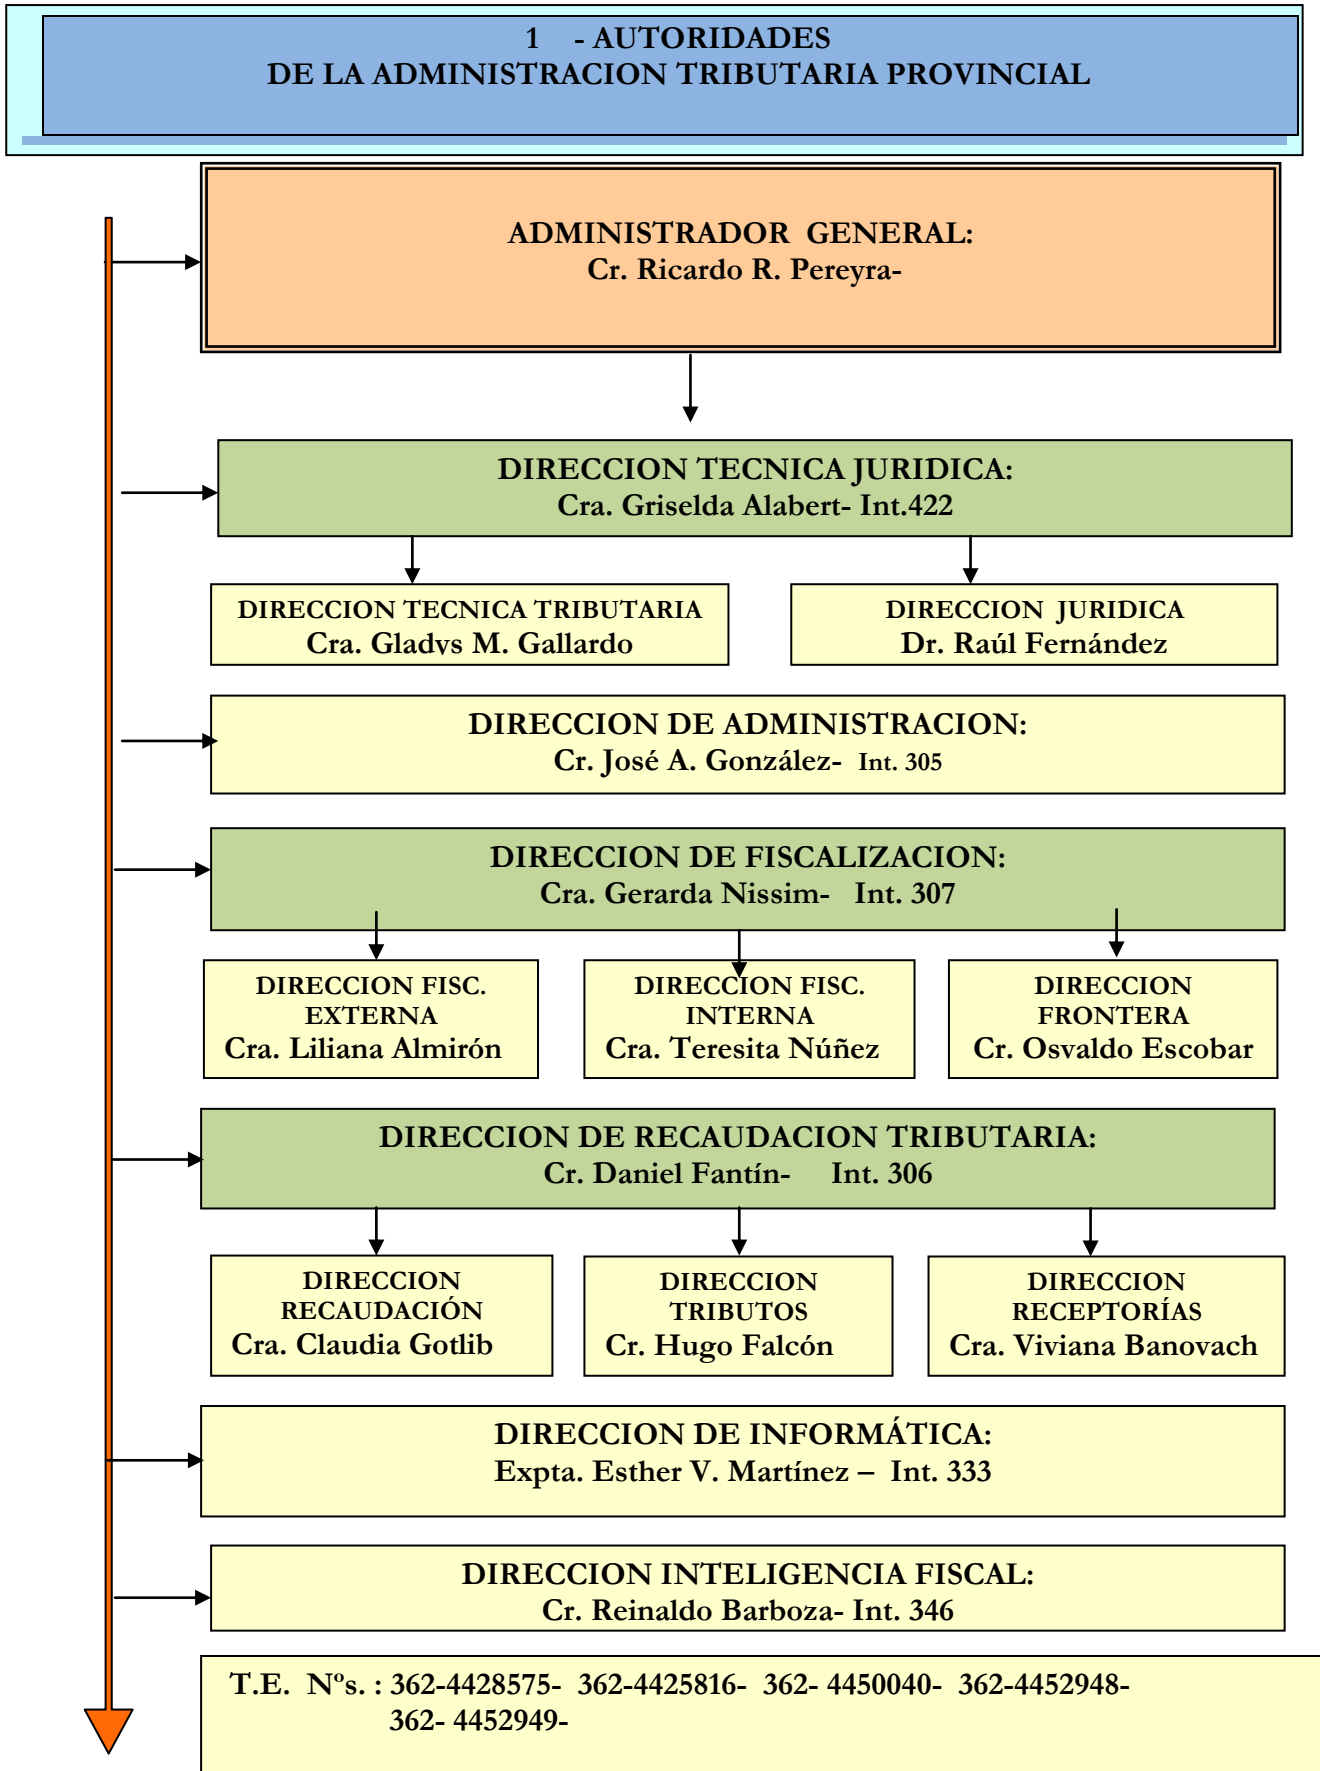 1 - AUTORIDADES
DE LA ADMINISTRACION TRIBUTARIA PROVINCIAL
ADMINISTRADOR GENERAL:
Cr. Ricardo R. Pereyra-
DIRECCION TECNICA JURIDICA:
Cra. Griselda Alabert- Int.422
DIRECCION TECNICA TRIBUTARIA
Cra. Gladys M. Gallardo
DIRECCION JURIDICA
Dr. Raúl Fernández
DIRECCION DE ADMINISTRACION:
Cr. José A. González- Int. 305
DIRECCION DE FISCALIZACION:
Cra. Gerarda Nissim- Int. 307
DIRECCION FISC.
EXTERNA
Cra. Liliana Almirón
DIRECCION FISC.
INTERNA
Cra. Teresita Núñez
DIRECCION
FRONTERA
Cr. Osvaldo Escobar
DIRECCION DE RECAUDACION TRIBUTARIA:
Cr. Daniel Fantín- Int. 306
DIRECCION
RECAUDACIÓN
Cra. Claudia Gotlib
DIRECCION
TRIBUTOS
Cr. Hugo Falcón
DIRECCION
RECEPTORÍAS
Cra. Viviana Banovach
DIRECCION DE INFORMÁTICA:
Expta. Esther V. Martínez – Int. 333
DIRECCION INTELIGENCIA FISCAL:
Cr. Reinaldo Barboza- Int. 346
T.E. Nºs. : 362-4428575- 362-4425816- 362- 4450040- 362-4452948-
362- 4452949-